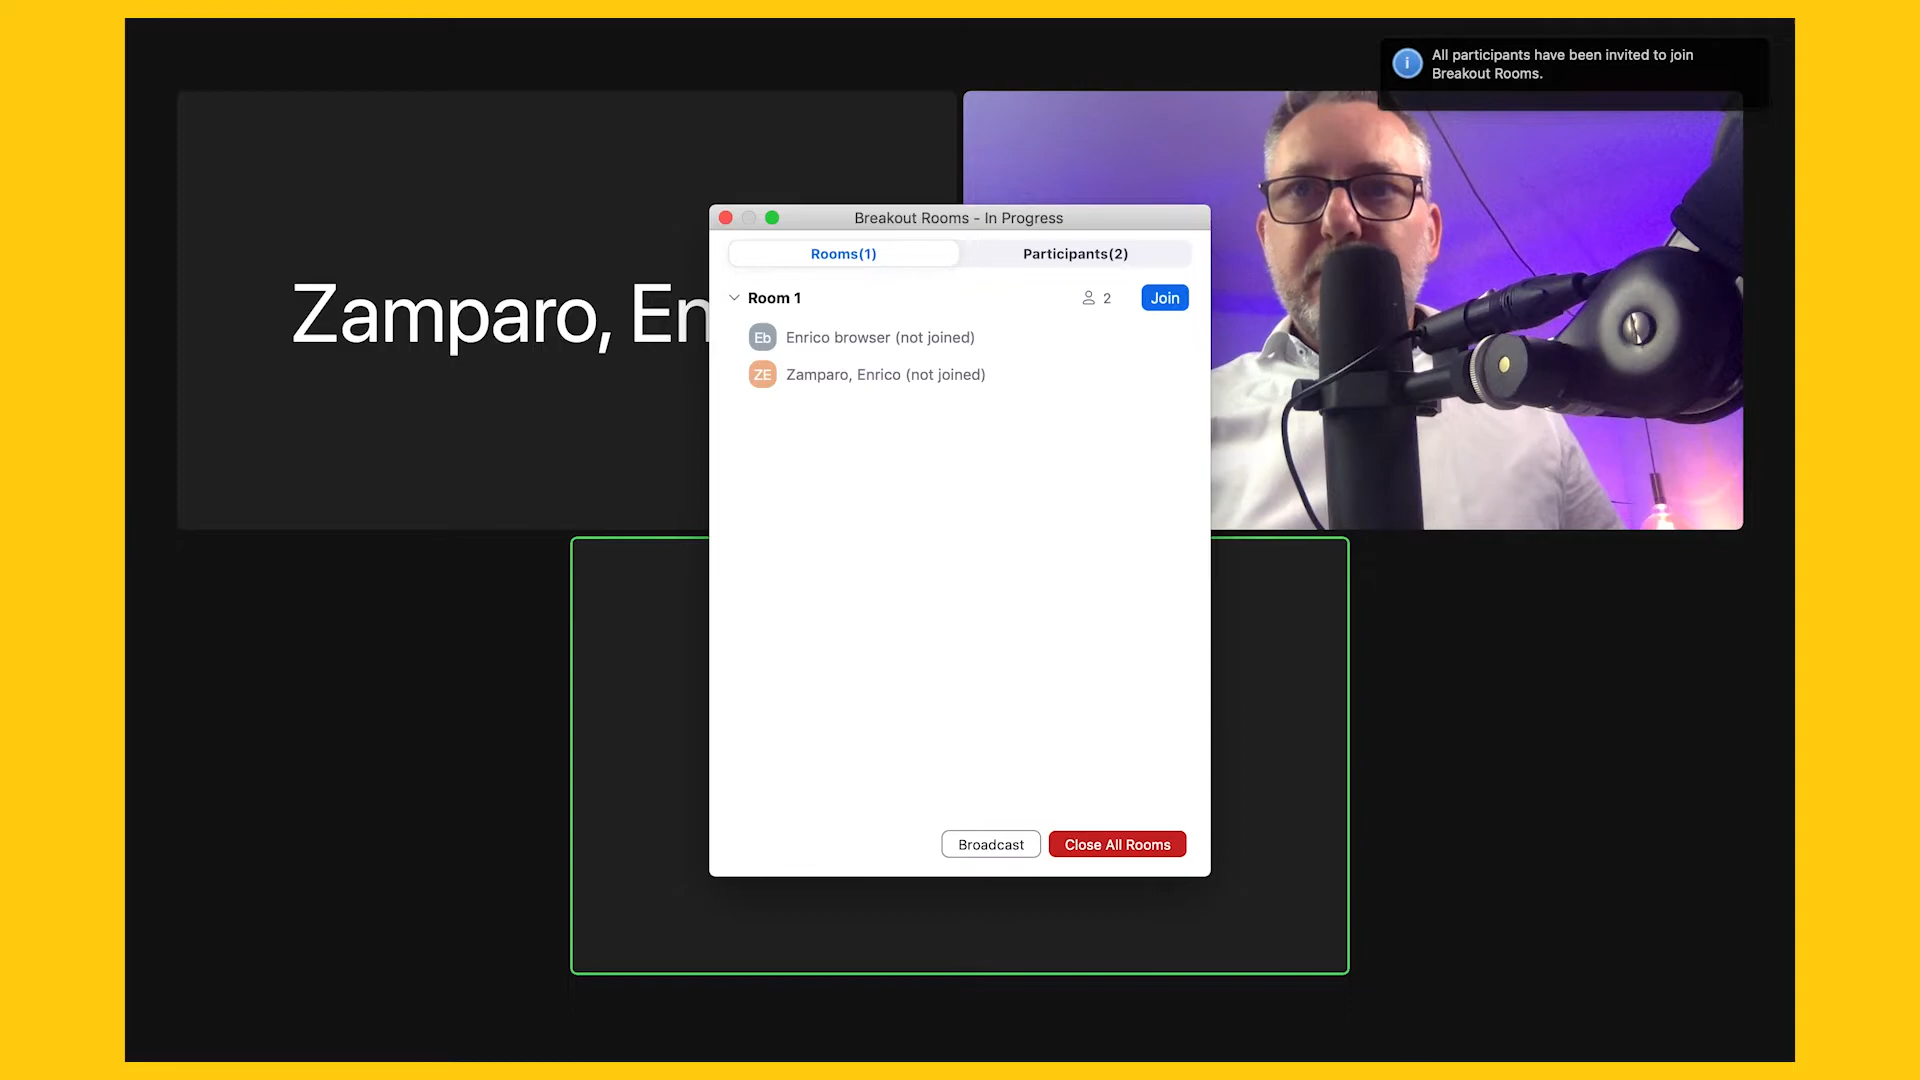 All participants have been invited to join
Breakout Rooms.
Zamparo, En
Breakout Rooms - In Progress
Rooms(1)
Participants(2)
Room 1
2
Join
Eb
Enrico browser (not joined)
ZE
Zamparo, Enrico (not joined)
Broadcast
Close All Rooms